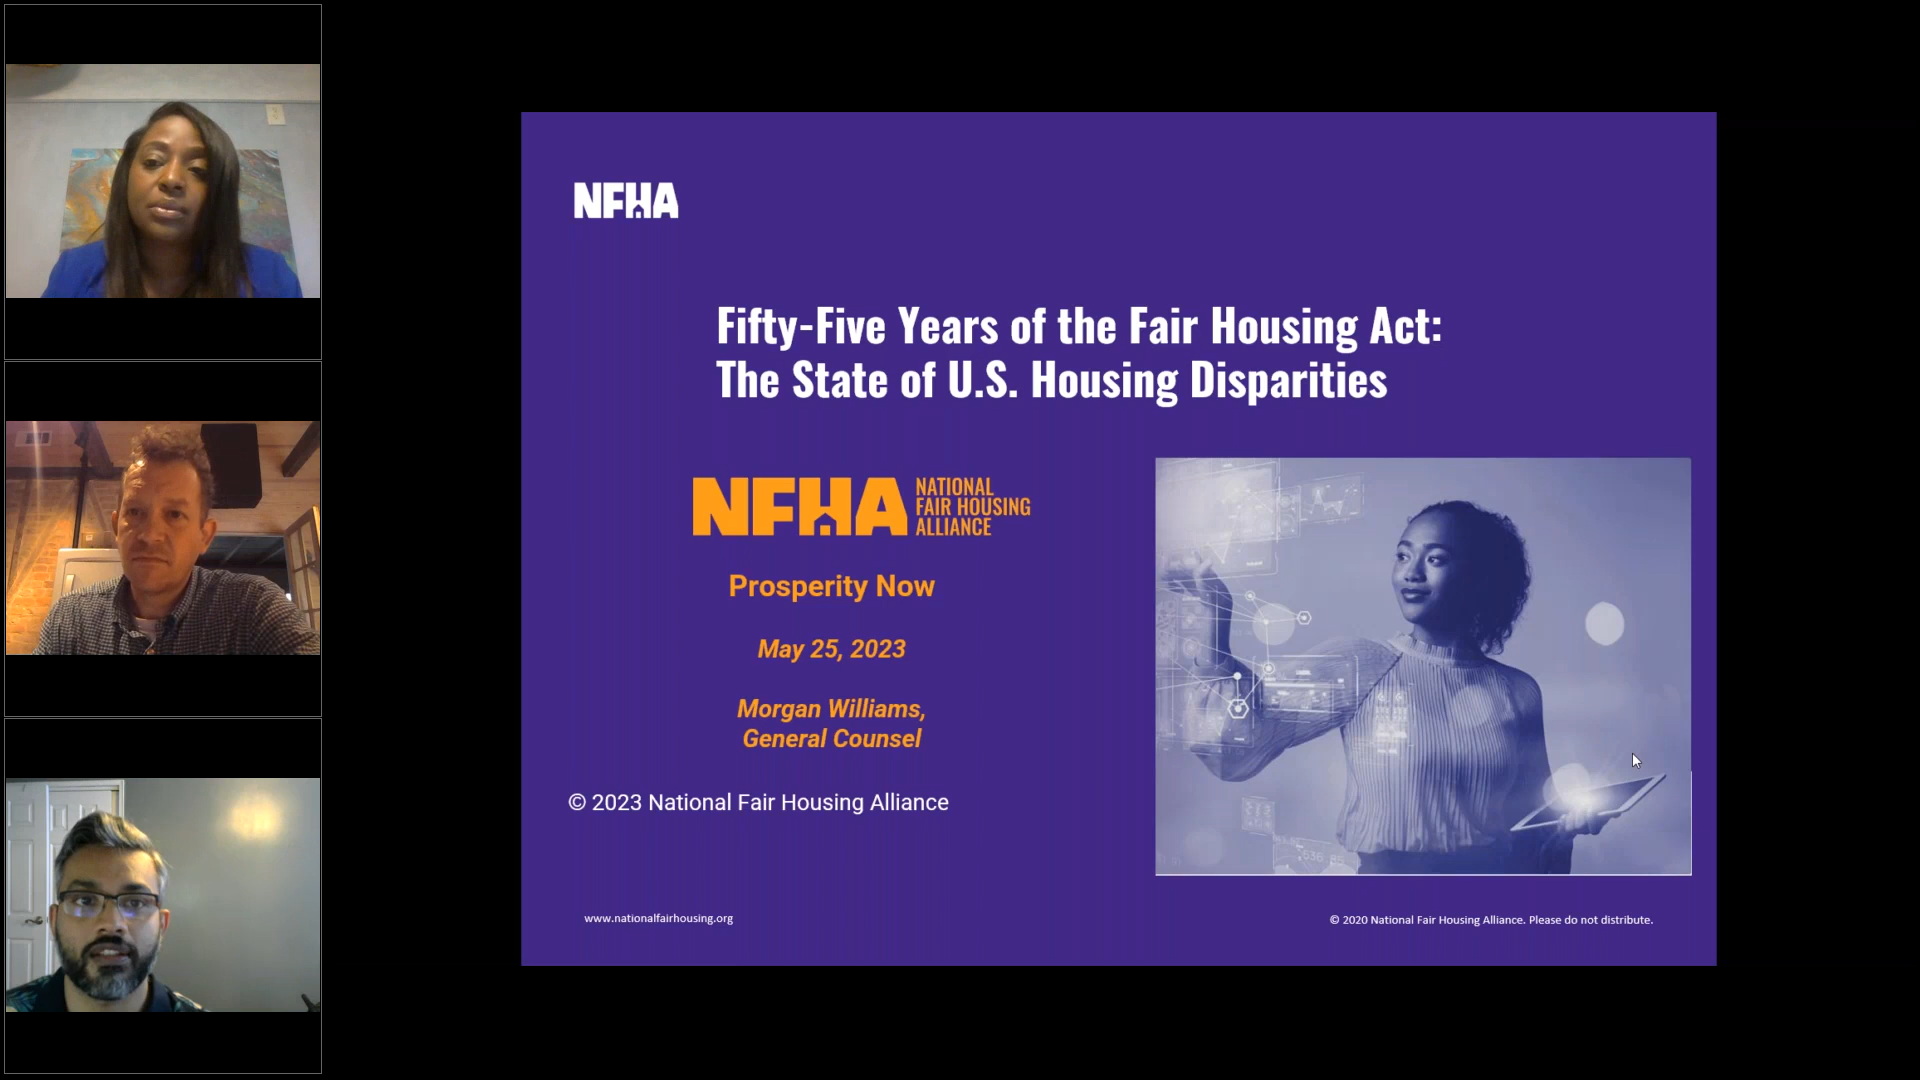 NFHA
Fifty-Five Years of the Fair Housing Act:
The State of U.S. Housing Disparities
NFHA
NATIONAL
FAIR HOUSING
ALLIANCE
Prosperity Now
May 25, 2023
Morgan Williams,
General Counsel
© 2023 National Fair Housing Alliance
www.nationalfairhousing.org
© 2020 National Fair Housing Alliance. Please do not distribute.